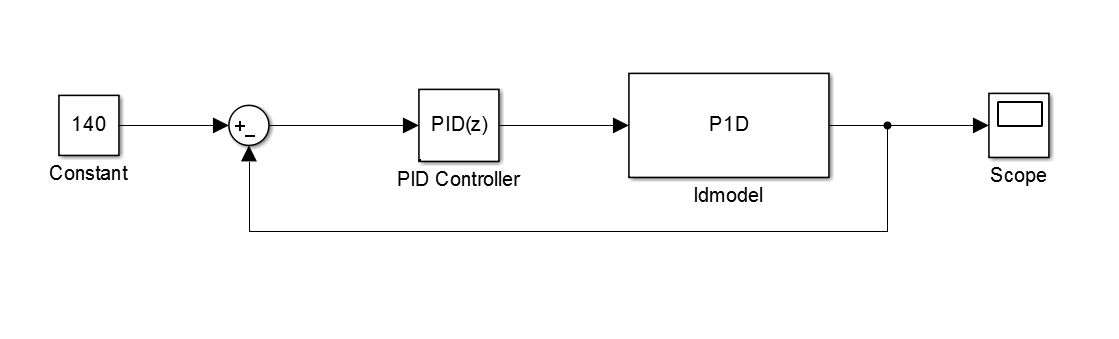 140
Constant
+
−
PID(z)
PID Controller
P1D
Idmodel
Scope